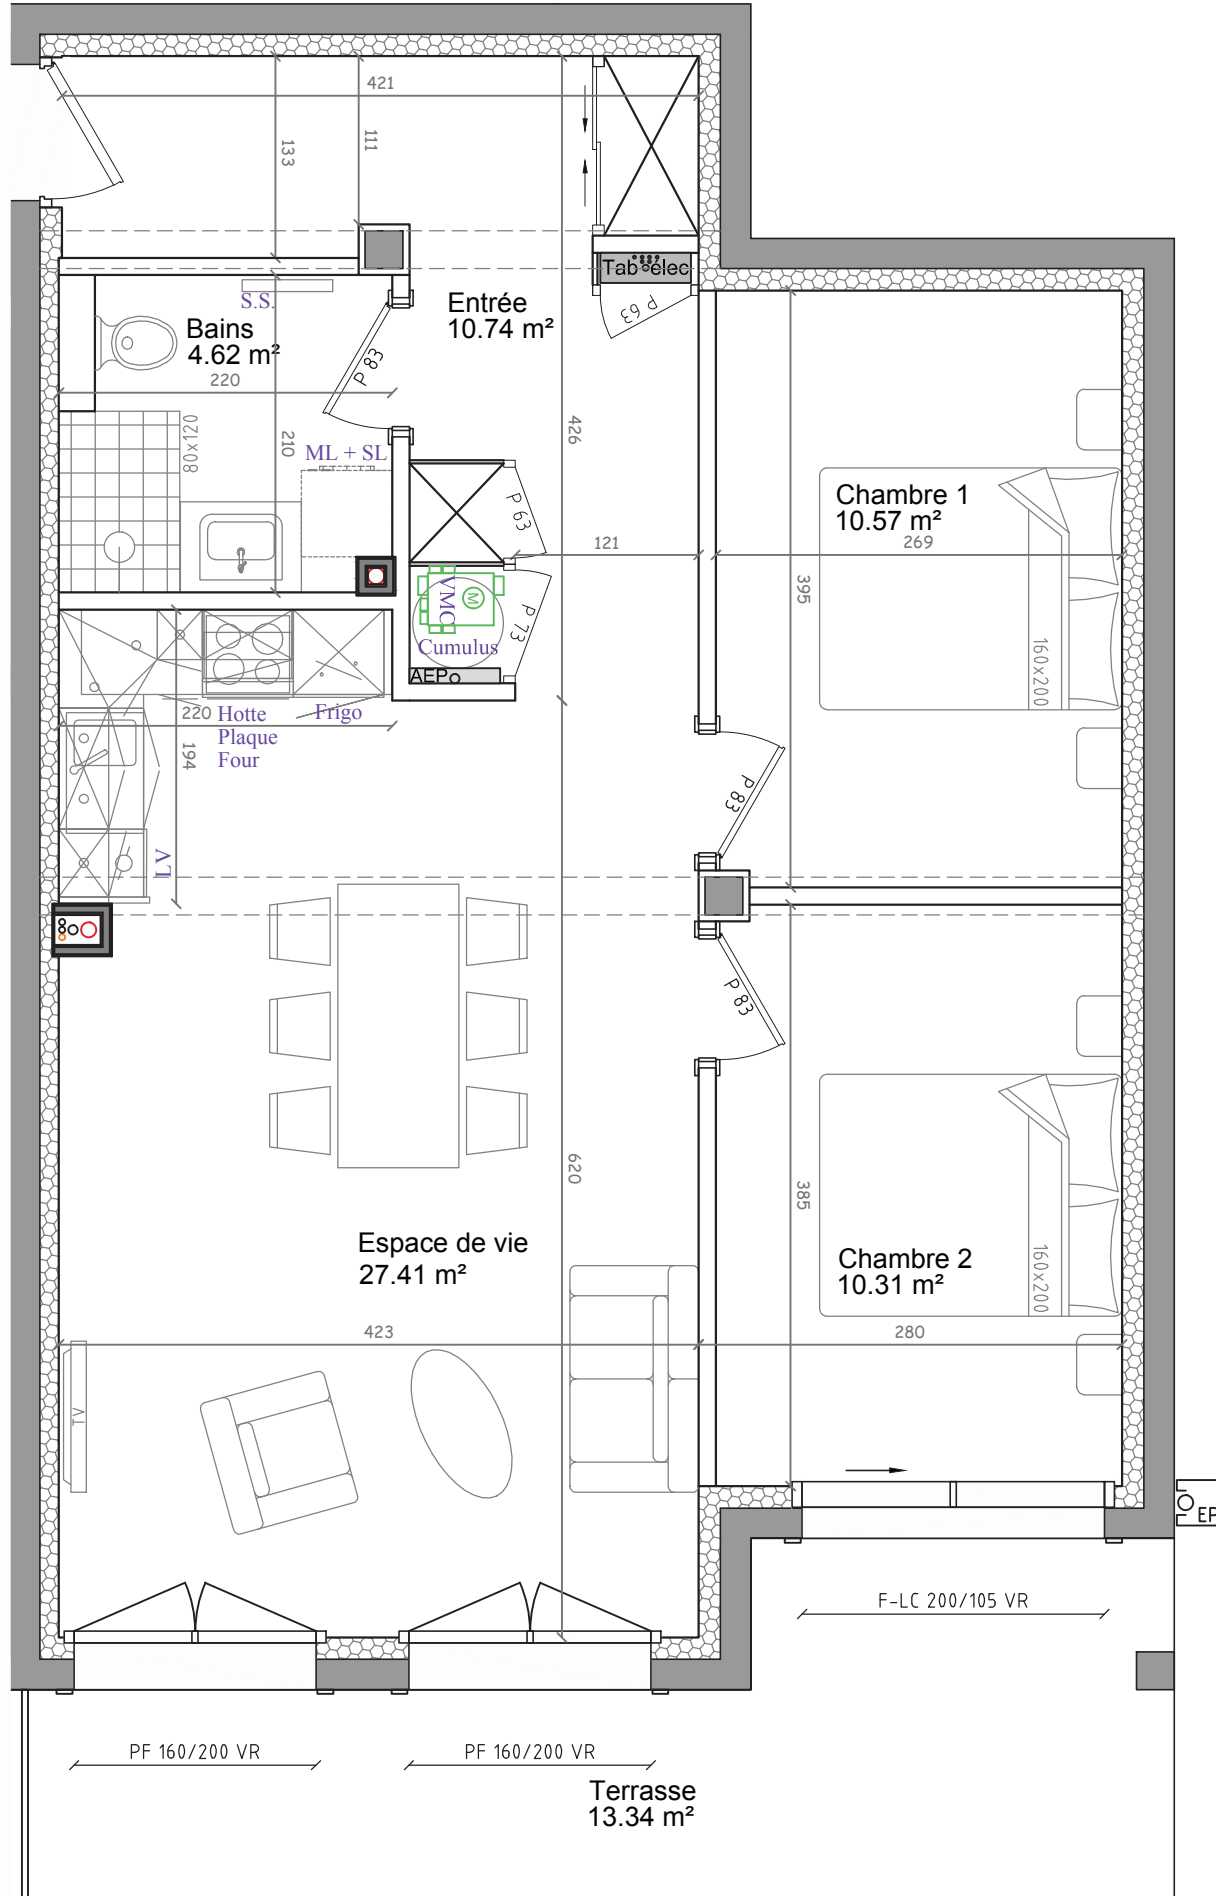 421
111
133
Tab élec
P 63
S.S.
Bains
4.62 m²
Entrée
10.74 m²
P 83
220
80x120
210
426
ML + SL
P 63
Chambre 1
10.57 m²
121
269
395
VMC
M
P 73
Cumulus
AEP
160x200
220
Hotte
Plaque
Four
Frigo
194
P 83
LV
P 83
620
385
Espace de vie
27.41 m²
Chambre 2
10.31 m²
160x200
423
280
TV
EP
F-LC 200/105 VR
PF 160/200 VR
PF 160/200 VR
Terrasse
13.34 m²